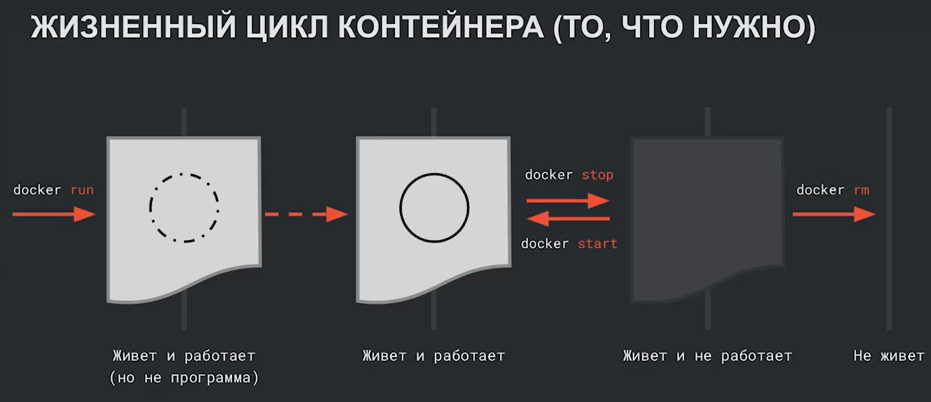 ЖИЗНЕННЫЙ ЦИКЛ КОНТЕЙНЕРА (ТО, ЧТО НУЖНО)
docker run
docker stop
docker start
docker rm
Живет и работает
(но не программа)
Живет и работает
Живет и не работает
Не живет